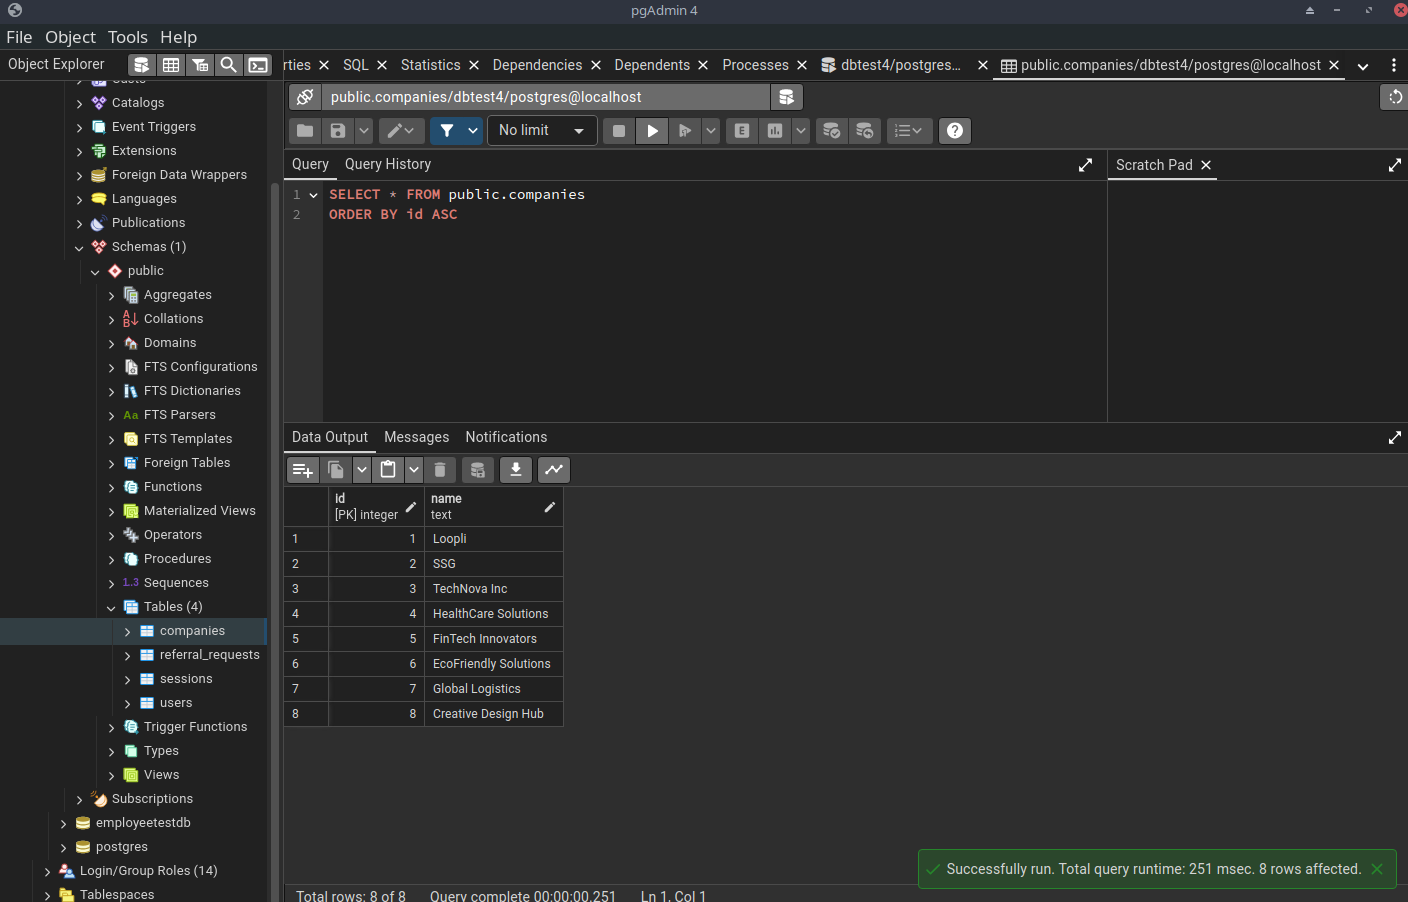 pgAdmin 4
File Object Tools Help
Object Explorer
Casts
Catalogs
Event Triggers
Extensions
Foreign Data Wrappers
Languages
Publications
Schemas (1)
public
Aggregates
Collations
Domains
FTS Configurations
FTS Dictionaries
Aa FTS Parsers
FTS Templates
Foreign Tables
Functions
Materialized Views
Operators
Procedures
1.3 Sequences
Tables (4)
companies
referral_requests
sessions
users
Trigger Functions
Types
Views
Subscriptions
employeetestdb
postgres
Login/Group Roles (14)
Tablespaces
rties SQL Statistics Dependencies Dependents Processes dbtest4/postgres... public.companies/dbtest4/postgres@localhost
public.companies/dbtest4/postgres@localhost
No limit E ?
Query Query History
Scratch Pad
1 SELECT * FROM public.companies
2 ORDER BY id ASC
Data Output Messages Notifications
id name
[PK] integer text
1 1 Loopli
2 2 SSG
3 3 TechNova Inc
4 4 HealthCare Solutions
5 5 FinTech Innovators
6 6 EcoFriendly Solutions
7 7 Global Logistics
8 8 Creative Design Hub
Successfully run. Total query runtime: 251 msec. 8 rows affected.
Total rows: 8 of 8 Query complete 00:00:00.251 Ln 1, Col 1